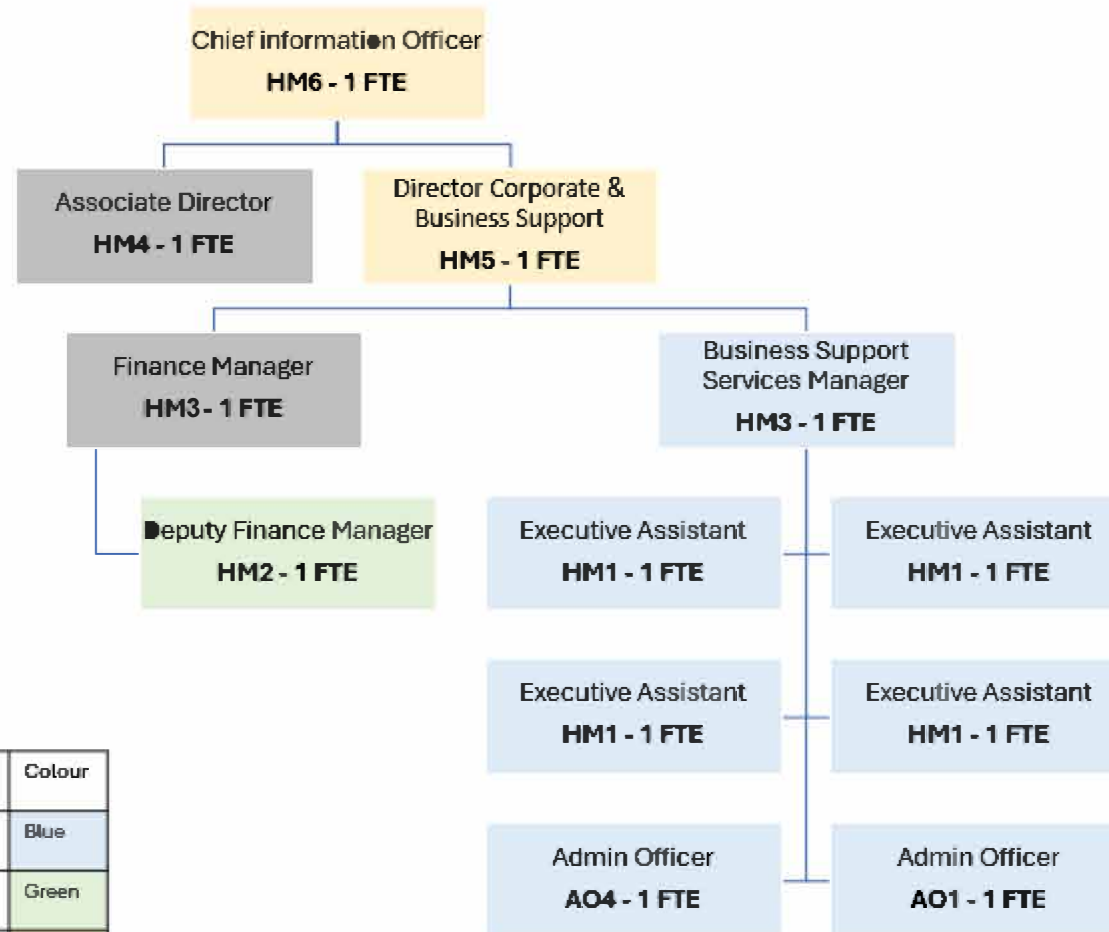 Chief information Officer
HM6 - 1 FTE
Associate Director
HM4 - 1 FTE
Director Corporate &
Business Support
HM5 - 1 FTE
Finance Manager
HM3 - 1 FTE
Business Support
Services Manager
HM3 - 1 FTE
Deputy Finance Manager
HM2 - 1 FTE
Executive Assistant
HM1 - 1 FTE
Executive Assistant
HM1 - 1 FTE
Executive Assistant
HM1 - 1 FTE
Executive Assistant
HM1 - 1 FTE
Admin Officer
AO4 - 1 FTE
Admin Officer
AO1 - 1 FTE
Colour
Blue
Green